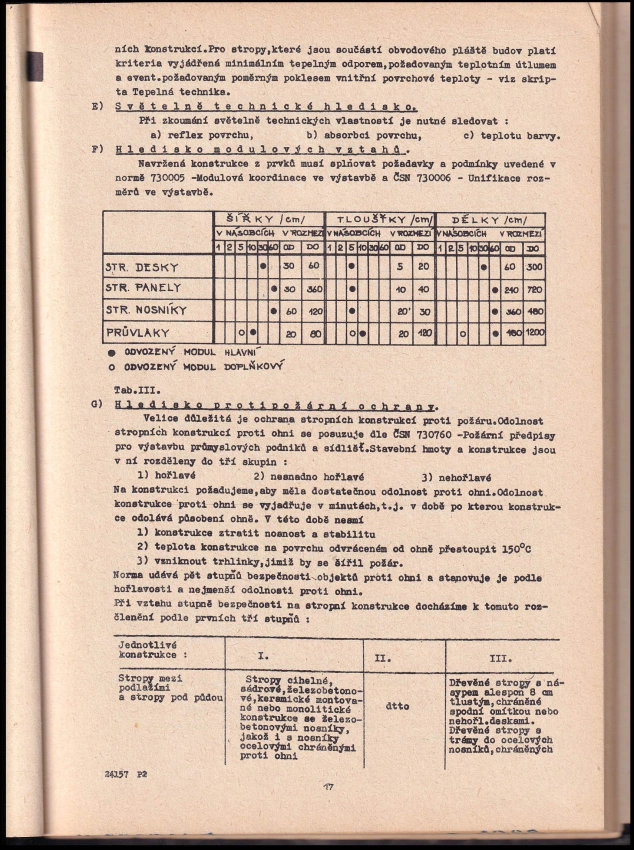 ních konstrukcí.Pro stropy,které jsou součástí obvodového pláště budov platí
kriteria vyjádřené minimálním tepelným odporem,požadovaným teplotním útlumem
a event.požadovaným poměrným poklesem vnitřní povrchové teploty - viz skrip-
ta Tepelná technika.
E) Světelně technické hledisko.
Při zkoumání světelně technických vlastností je nutné sledovat :
a) reflex povrchu, b) absorbci povrchu, c) teplotu barvy.
F) Hledisko modulových vztahů.
Navržená konstrukce z prvků musí splňovat požadavky a podmínky uvedené v
normě 730005 -Modulová koordinace ve výstavbě a ČSN 730006 - Unifikace roz-
měrů ve výstavbě.
ŠÍŘKY /cm/ TLOUŠŤKY /cm/ DÉLKY /cm/
V NÁSOBCÍCH V ROZMEZÍ V NÁSOBCÍCH V ROZMEZÍ V NÁSOBCÍCH V ROZMEZÍ
1 2 5 10 30 60 OD DO 1 2 5 10 30 60 OD DO 1 2 5 10 30 60 OD DO
STR. DESKY ● 30 60 ● 5 20 ● 60 300
STR. PANELY ● 30 360 ● 10 40 ● 240 720
STR. NOSNÍKY ● 60 120 ● 20 30 ● 360 480
PRŮVLAKY ○ ● 20 80 ○ ● 20 120 ○ ● 480 1200
● ODVOZENÝ MODUL HLAVNÍ
○ ODVOZENÝ MODUL DOPLŇKOVÝ
Tab.III.
G) Hledisko protipožární ochrany.
Velice důležitá je ochrana stropních konstrukcí proti požáru.Odolnost
stropních konstrukcí proti ohni se posuzuje dle ČSN 730760 -Požární předpisy
pro výstavbu průmyslových podniků a sídlišť.Stavební hmoty a konstrukce jsou
v ní rozděleny do tří skupin :
1) hořlavé 2) nesnadno hořlavé 3) nehořlavé
Na konstrukci požadujeme,aby měla dostatečnou odolnost proti ohni.Odolnost
konstrukce proti ohni se vyjadřuje v minutách,t.j. v době po kterou konstruk-
ce odolává působení ohně. V této době nesmí
1) konstrukce ztratit nosnost a stabilitu
2) teplota konstrukce na povrchu odvráceném od ohně přestoupit 150°C
3) vzniknout trhlinky,jimiž by se šířil požár.
Norma udává pět stupňů bezpečnosti objektů proti ohni a stanovuje je podle
hořlavosti a nejmenší odolnosti proti ohni.
Při vztahu stupně bezpečnosti na stropní konstrukce docházíme k tomuto roz-
členění podle prvních tří stupňů :
Jednotlivé
konstrukce : I. II. III.
Stropy mezi
podlažími
a stropy pod půdou
Stropy cihelné,
sádrové,železobetono-
vé,keramické montova-
né nebo monolitické
konstrukce se železo-
betonovými nosníky,
jakož i s nosníky
ocelovými chráněnými
proti ohni
dtto
Dřevěné stropy s ná-
sypem alespoň 8 cm
tlustým,chráněné
spodní omítkou nebo
nehořl.deskami.
Dřevěné stropy s
trámy do ocelových
nosníků,chráněných
24157 P2
17